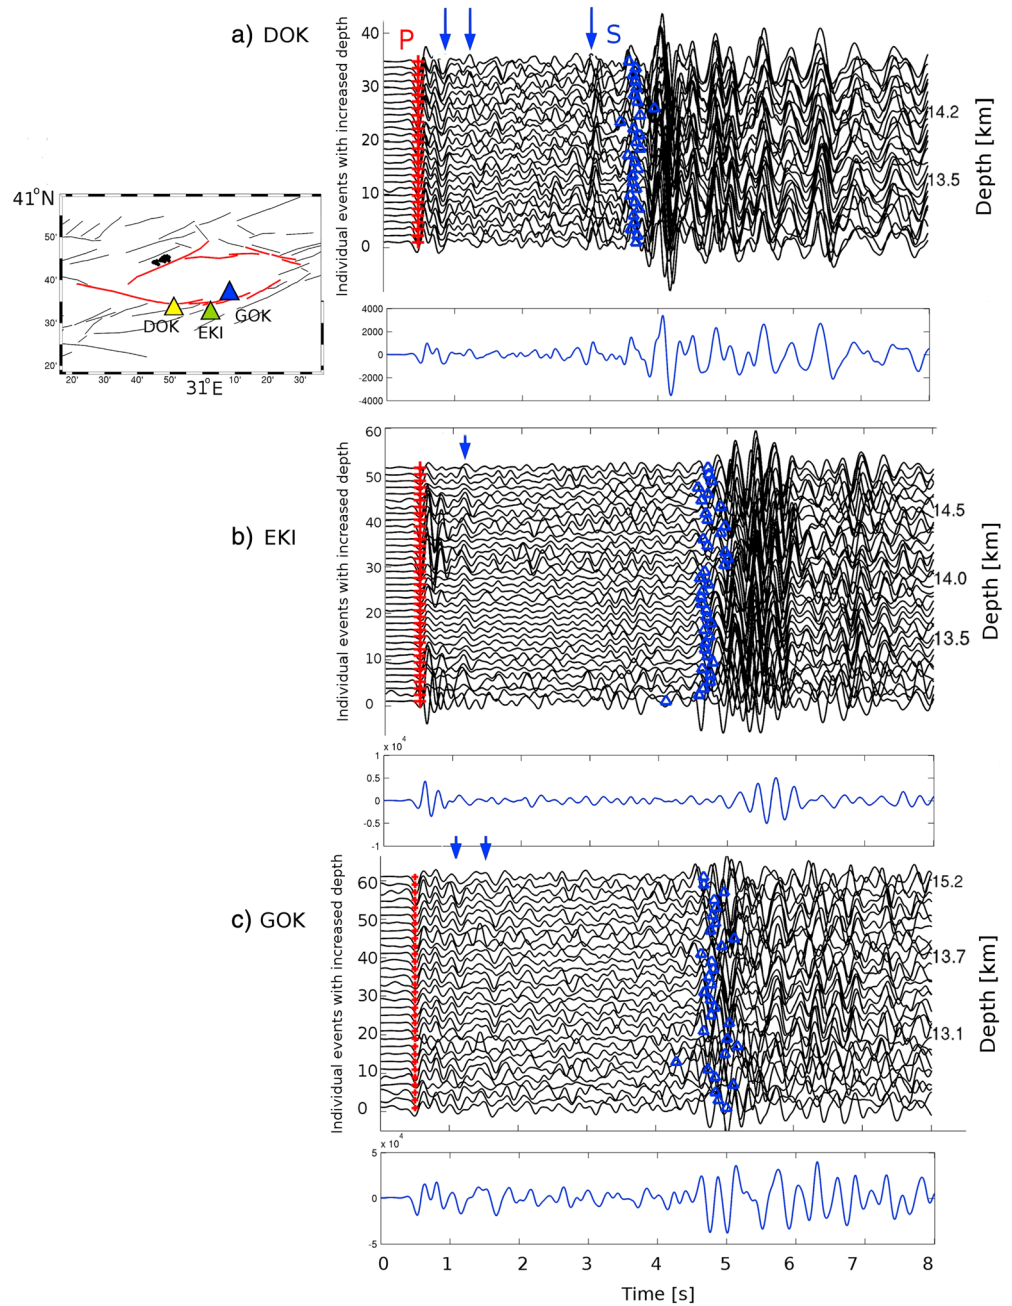 a) DOK
P
S
40
30
20
10
0
Individual events with increased depth
14.2
13.5
Depth [km]
41°N
50'
40'
30'
20'
DOK
EKI
GOK
20'
30'
40'
50'
31°E
10'
20'
30'
4000
2000
0
-2000
-4000
b) EKI
60
50
40
30
20
10
0
Individual events with increased depth
14.5
14.0
13.5
Depth [km]
x 10^4
1
0.5
0
-0.5
-1
c) GOK
60
50
40
30
20
10
0
Individual events with increased depth
15.2
13.7
13.1
Depth [km]
x 10^4
5
0
-5
0 1 2 3 4 5 6 7 8
Time [s]